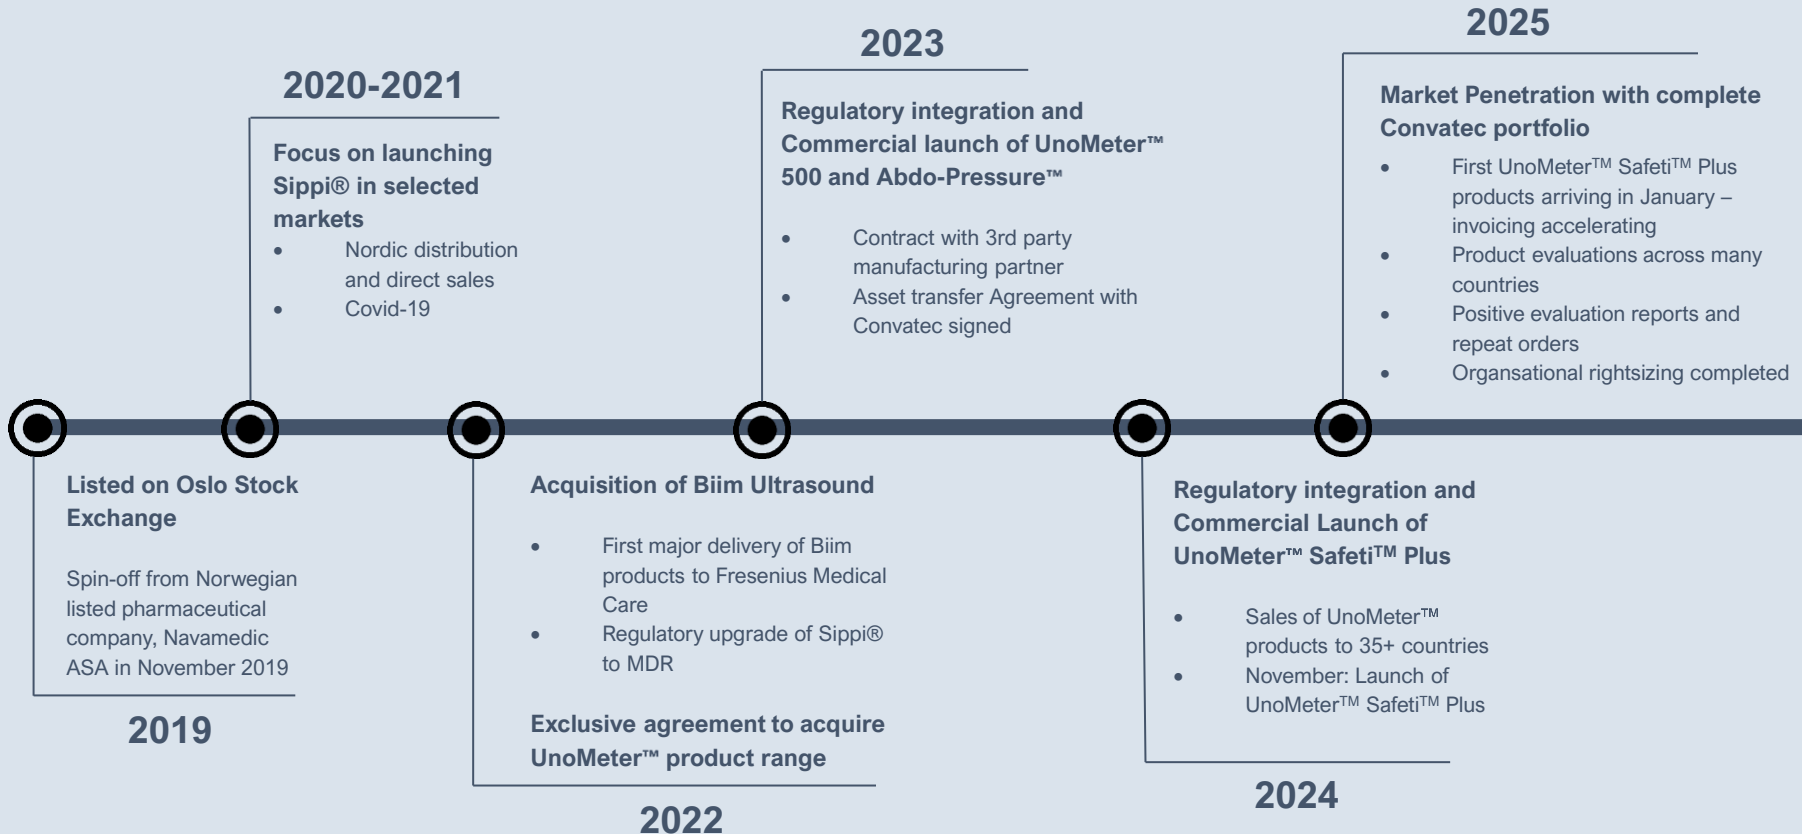 2019
Listed on Oslo Stock
Exchange
Spin-off from Norwegian
listed pharmaceutical
company, Navamedic
ASA in November 2019
2020-2021
Focus on launching
Sippi® in selected
markets
• Nordic distribution
and direct sales
• Covid-19
2022
Acquisition of Biim Ultrasound
• First major delivery of Biim
products to Fresenius Medical
Care
• Regulatory upgrade of Sippi®
to MDR
Exclusive agreement to acquire
UnoMeter™ product range
2023
Regulatory integration and
Commercial launch of UnoMeter™
500 and Abdo-Pressure™
• Contract with 3rd party
manufacturing partner
• Asset transfer Agreement with
Convatec signed
2024
Regulatory integration and
Commercial Launch of
UnoMeter™ Safeti™ Plus
• Sales of UnoMeter™
products to 35+ countries
• November: Launch of
UnoMeter™ Safeti™ Plus
2025
Market Penetration with complete
Convatec portfolio
• First UnoMeter™ Safeti™ Plus
products arriving in January –
invoicing accelerating
• Product evaluations across many
countries
• Positive evaluation reports and
repeat orders
• Organsational rightsizing completed